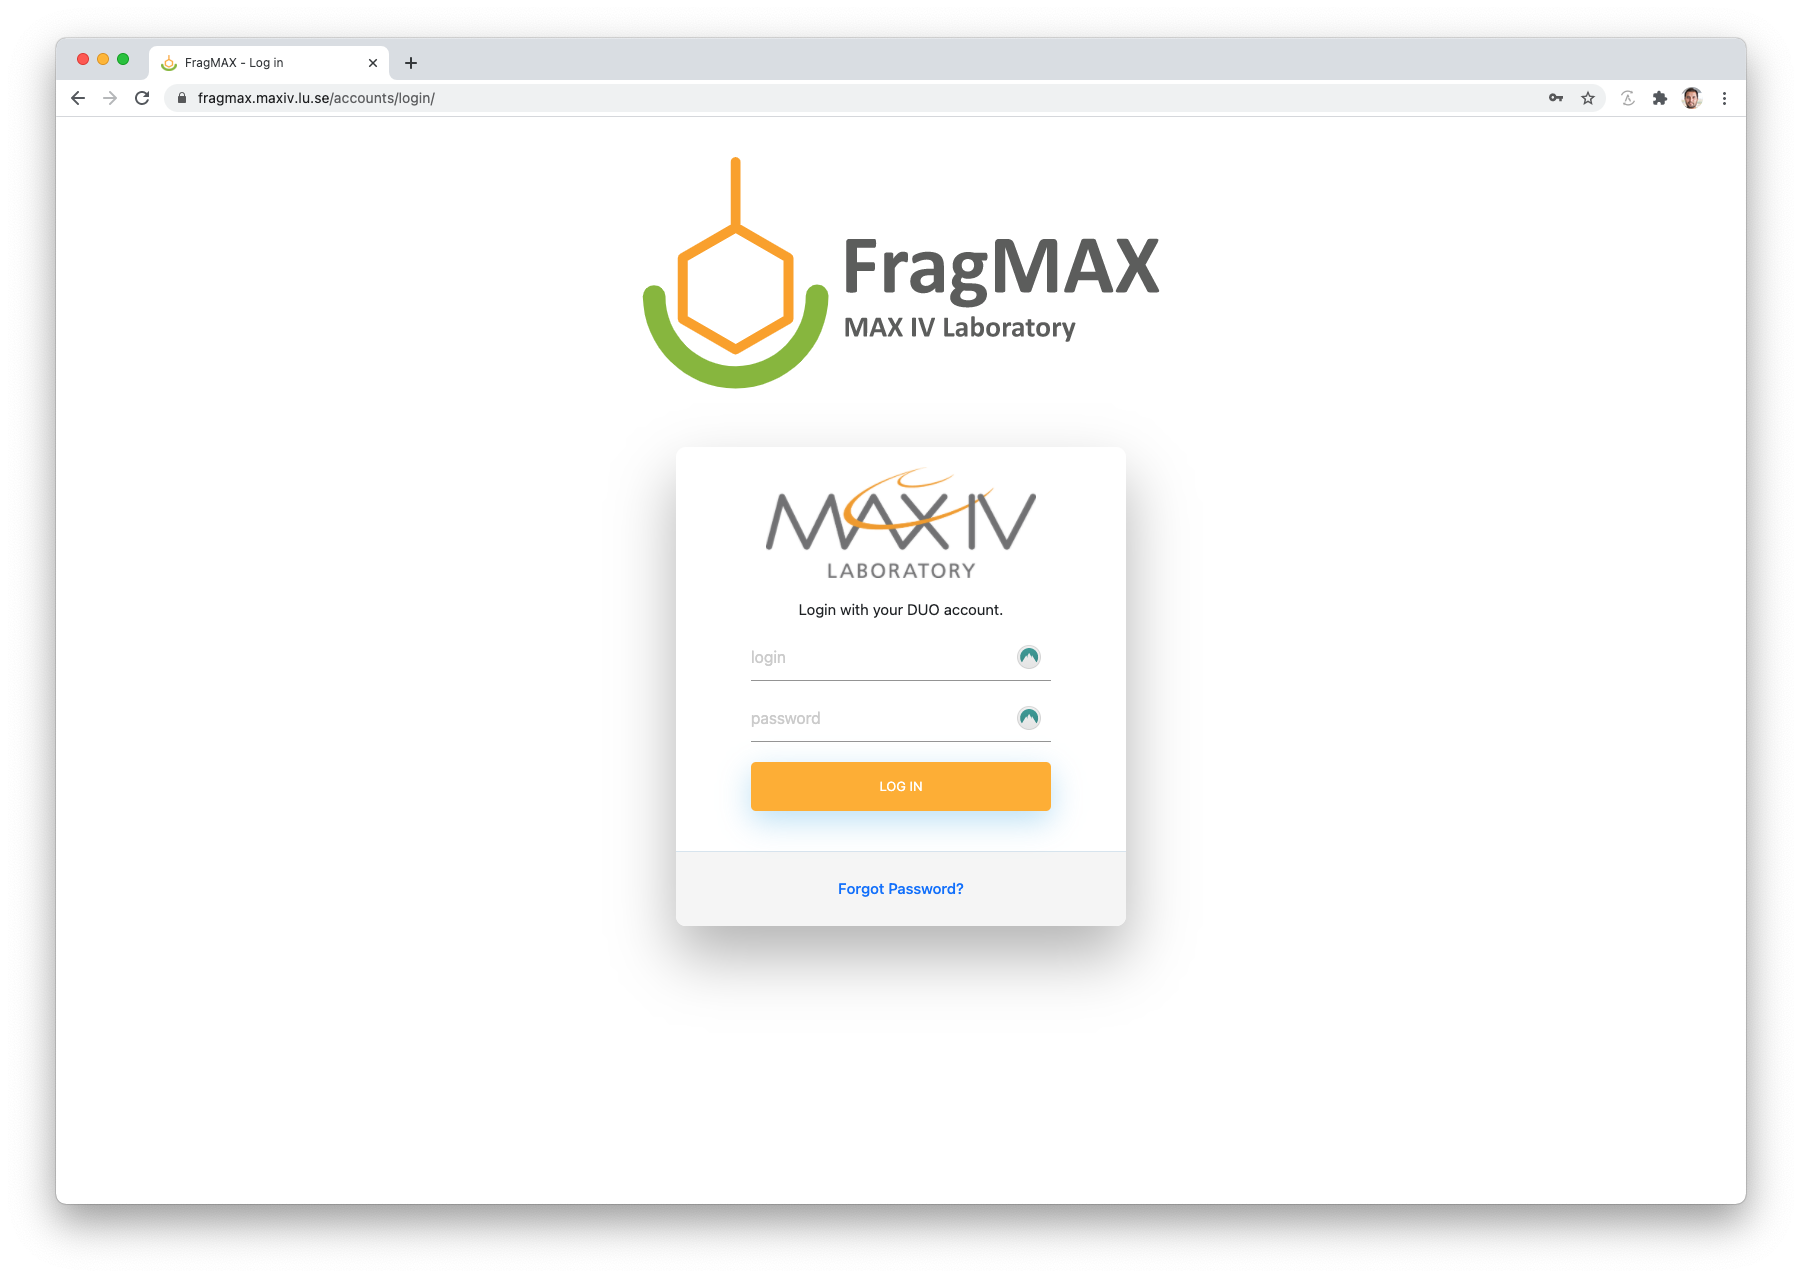 FragMAX - Log in
fragmax.maxiv.lu.se/accounts/login/
FragMAX
MAX IV Laboratory
MAX IV
LABORATORY
Login with your DUO account.
login
password
LOG IN
Forgot Password?